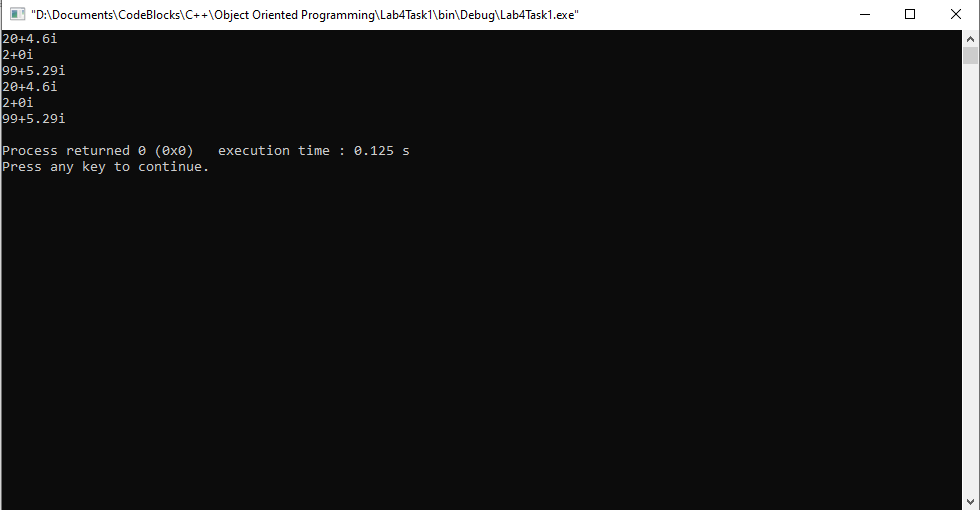 "D:\Documents\CodeBlocks\C++\Object Oriented Programming\Lab4Task1\bin\Debug\Lab4Task1.exe"
20+4.6i
2+0i
99+5.29i
20+4.6i
2+0i
99+5.29i
Process returned 0 (0x0)   execution time : 0.125 s
Press any key to continue.